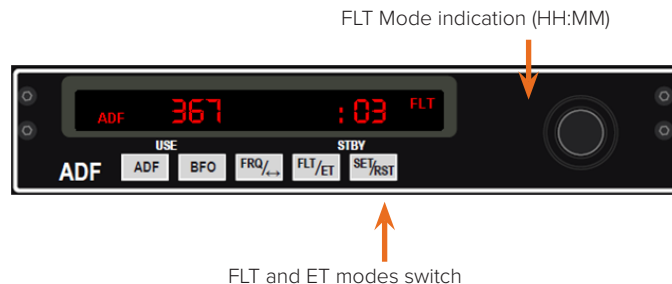 FLT Mode indication (HH:MM)
ADF 367 :03 FLT
USE STBY
ADF ADF BFO FRQ/↔ FLT/ET SET/RST
FLT and ET modes switch